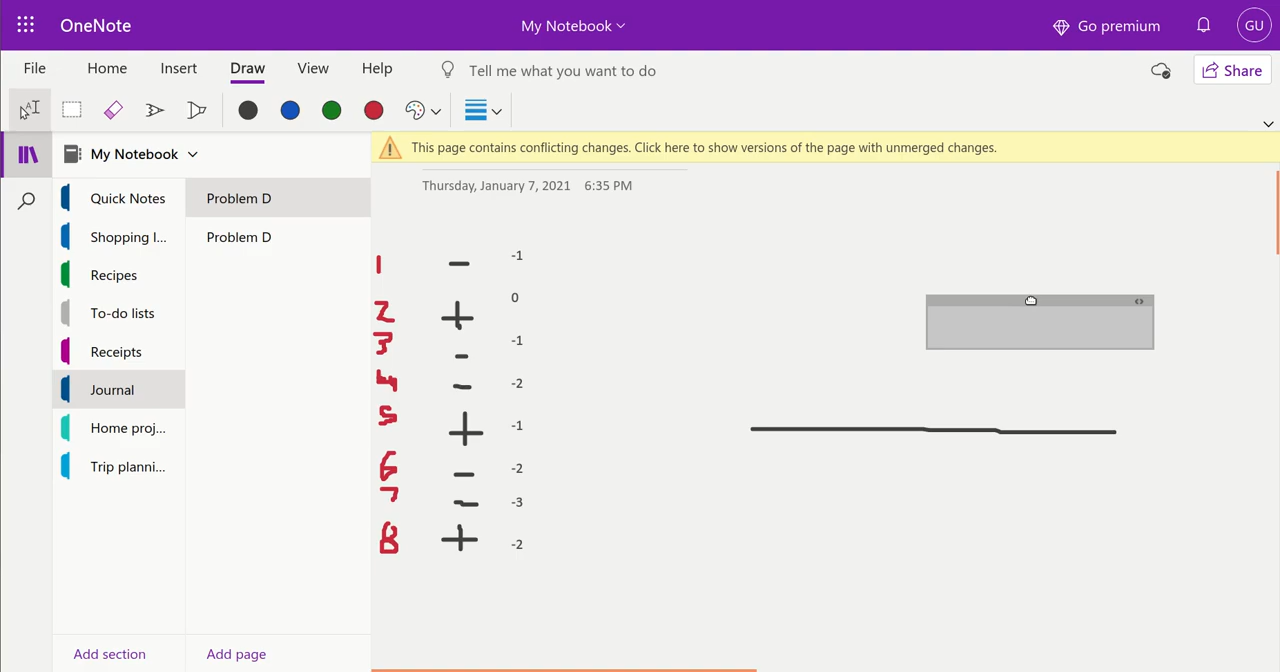 OneNote
My Notebook
Go premium
GU
File Home Insert Draw View Help Tell me what you want to do Share
My Notebook
This page contains conflicting changes. Click here to show versions of the page with unmerged changes.
Quick Notes
Shopping l...
Recipes
To-do lists
Receipts
Journal
Home proj...
Trip planni...
Add section
Problem D
Problem D
Add page
Thursday, January 7, 2021 6:35 PM
1 - -1
2 + 0
3 - -1
4 - -2
5 + -1
6 - -2
7 - -3
8 + -2